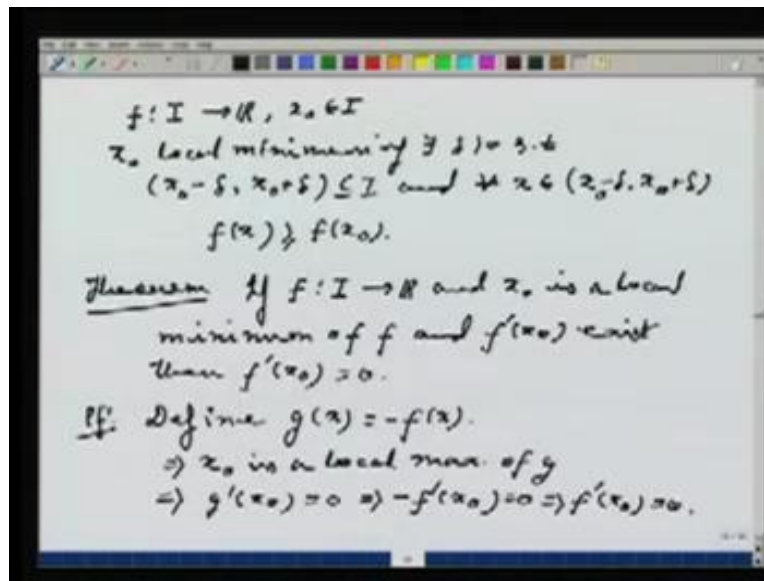 f : I → ℝ, x₀ ∈ I
x₀ local minimum if ∃ δ > 0 s.t.
(x₀ - δ, x₀ + δ) ⊆ I and ∀ x ∈ (x₀ - δ, x₀ + δ)
f(x) ≥ f(x₀).
Theorem If f : I → ℝ and x₀ is a local
minimum of f and f'(x₀) exist
then f'(x₀) = 0.
Pf. Define g(x) = -f(x).
⇒ x₀ is a local max. of g
⇒ g'(x₀) = 0 ⇒ -f'(x₀) = 0 ⇒ f'(x₀) = 0.